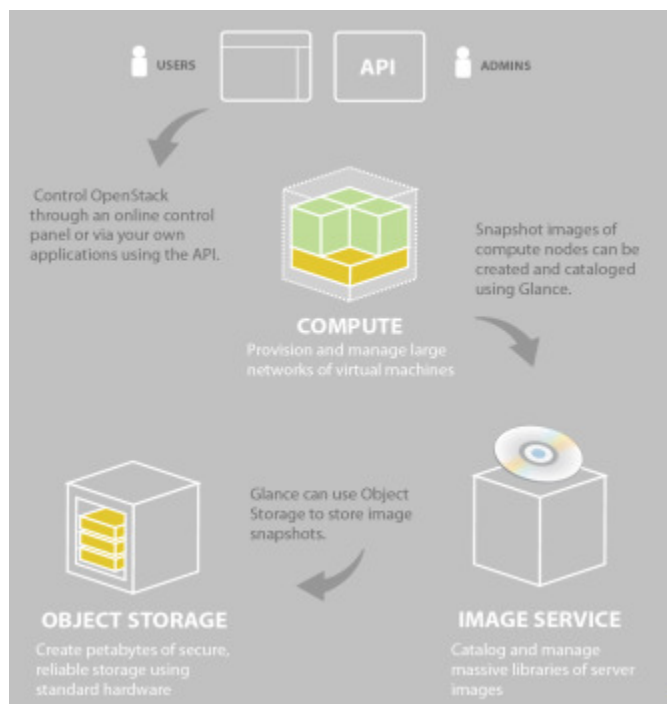 USERS
API
ADMINS
Control OpenStack
through an online control
panel or via your own
applications using the API.
Snapshot images of
compute nodes can be
created and cataloged
using Glance.
COMPUTE
Provision and manage large
networks of virtual machines
Glance can use Object
Storage to store image
snapshots.
OBJECT STORAGE
Create petabytes of secure,
reliable storage using
standard hardware
IMAGE SERVICE
Catalog and manage
massive libraries of server
images